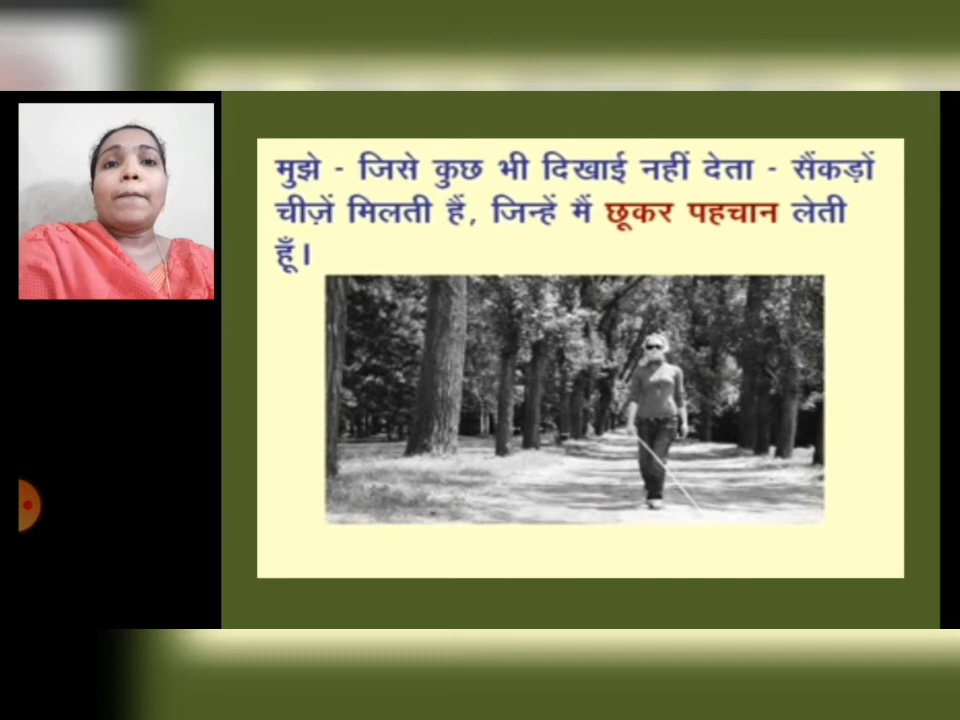 मुझे - जिसे कुछ भी दिखाई नहीं देता - सैंकड़ों
चीज़ें मिलती हैं, जिन्हें मैं छूकर पहचान लेती
हूँ।